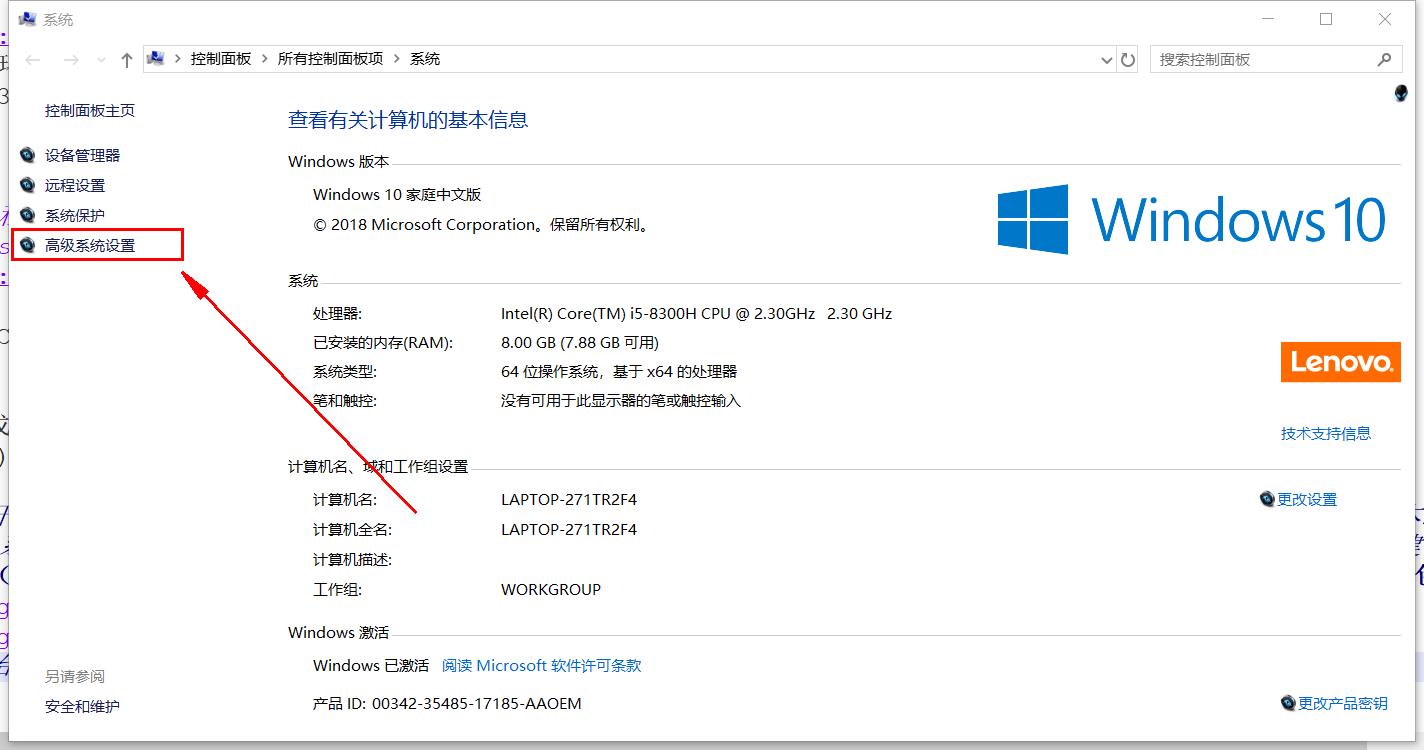 系统
控制面板 > 所有控制面板项 > 系统
搜索控制面板
控制面板主页
设备管理器
远程设置
系统保护
高级系统设置
另请参阅
安全和维护
查看有关计算机的基本信息
Windows 版本
Windows 10 家庭中文版
© 2018 Microsoft Corporation。保留所有权利。
Windows 10
系统
处理器: Intel(R) Core(TM) i5-8300H CPU @ 2.30GHz 2.30 GHz
已安装的内存(RAM): 8.00 GB (7.88 GB 可用)
系统类型: 64 位操作系统，基于 x64 的处理器
笔和触控: 没有可用于此显示器的笔或触控输入
Lenovo
技术支持信息
计算机名、域和工作组设置
计算机名: LAPTOP-271TR2F4
更改设置
计算机全名: LAPTOP-271TR2F4
计算机描述:
工作组: WORKGROUP
Windows 激活
Windows 已激活 阅读 Microsoft 软件许可条款
产品 ID: 00342-35485-17185-AAOEM
更改产品密钥